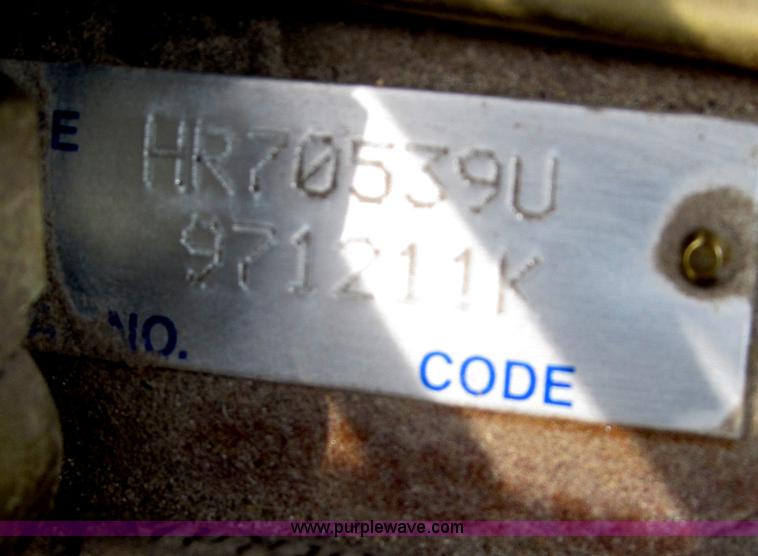 E HR70539U
971211K
NO.
CODE
www.purplewave.com